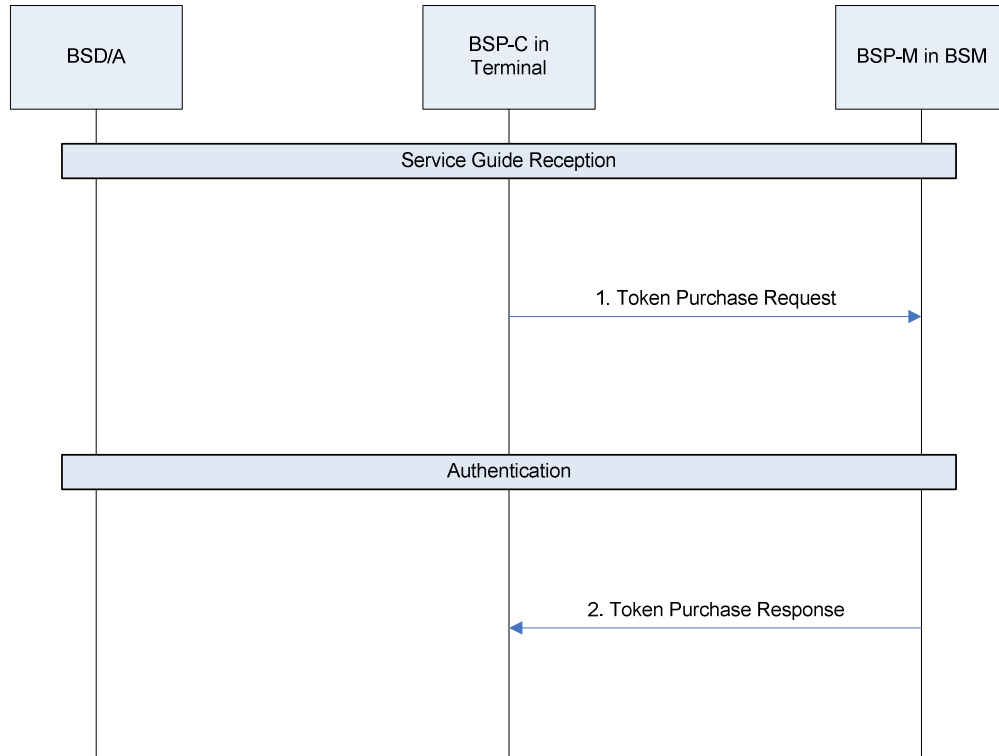 BSD/A
BSP-C in
Terminal
BSP-M in BSM
Service Guide Reception
1. Token Purchase Request
Authentication
2. Token Purchase Response